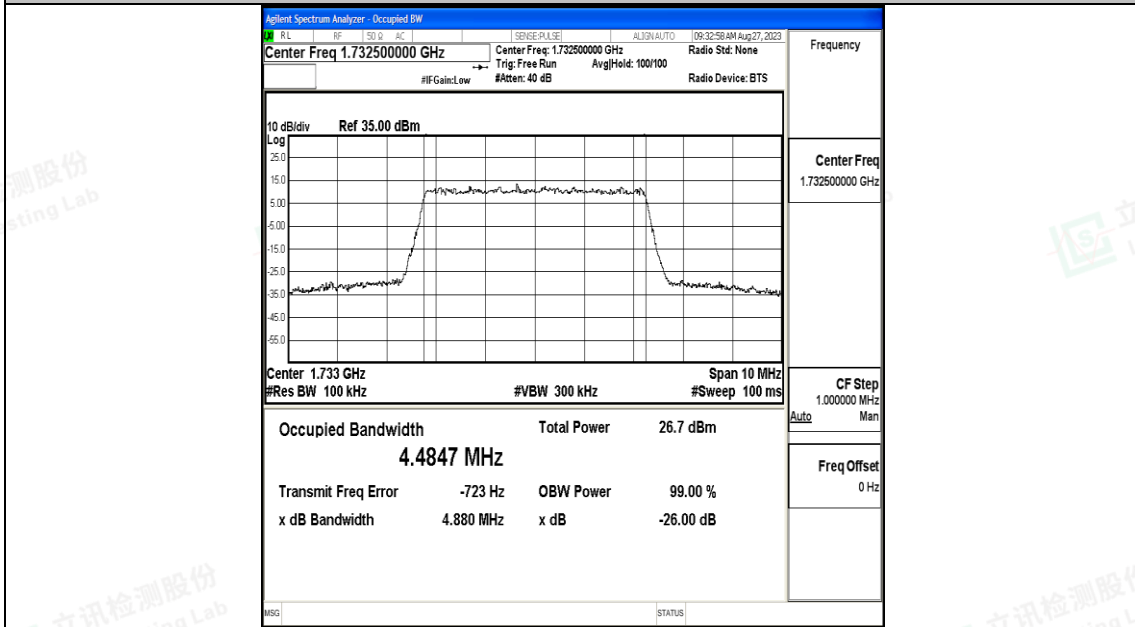 Agilent Spectrum Analyzer - Occupied BW
RL RF 50 Ω AC SENSE:PULSE ALIGN AUTO 09:32:58 AM Aug 27, 2023
Center Freq 1.732500000 GHz
Center Freq: 1.732500000 GHz
Radio Std: None
Trig: Free Run Avg|Hold: 100/100
#IFGain:Low #Atten: 40 dB Radio Device: BTS
Frequency
10 dB/div Ref 35.00 dBm
Log
25.0
15.0
5.00
-5.00
-15.0
-25.0
-35.0
-45.0
-55.0
Center 1.733 GHz Span 10 MHz
#Res BW 100 kHz #VBW 300 kHz #Sweep 100 ms
Center Freq
1.732500000 GHz
CF Step
1.000000 MHz
Auto Man
Freq Offset
0 Hz
Occupied Bandwidth Total Power 26.7 dBm
4.4847 MHz
Transmit Freq Error -723 Hz OBW Power 99.00 %
x dB Bandwidth 4.880 MHz x dB -26.00 dB
MSG STATUS
测股份
sting Lab
立讯检测股份
ng Lab
立讯检测股份